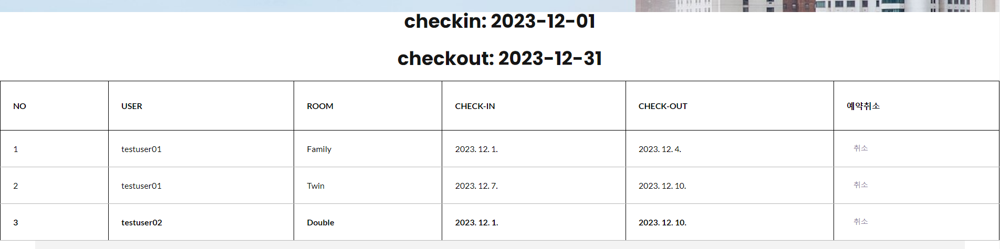 checkin: 2023-12-01
checkout: 2023-12-31
NO USER ROOM CHECK-IN CHECK-OUT 예약취소
1 testuser01 Family 2023. 12. 1. 2023. 12. 4. 취소
2 testuser01 Twin 2023. 12. 7. 2023. 12. 10. 취소
3 testuser02 Double 2023. 12. 1. 2023. 12. 10. 취소